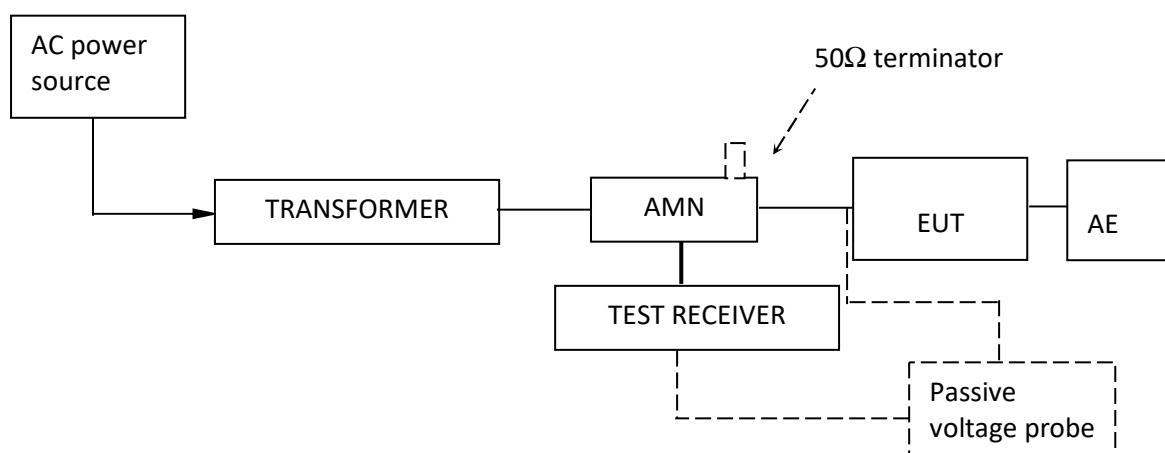 AC power
source
50Ω terminator
TRANSFORMER
AMN
EUT
AE
TEST RECEIVER
Passive
voltage probe